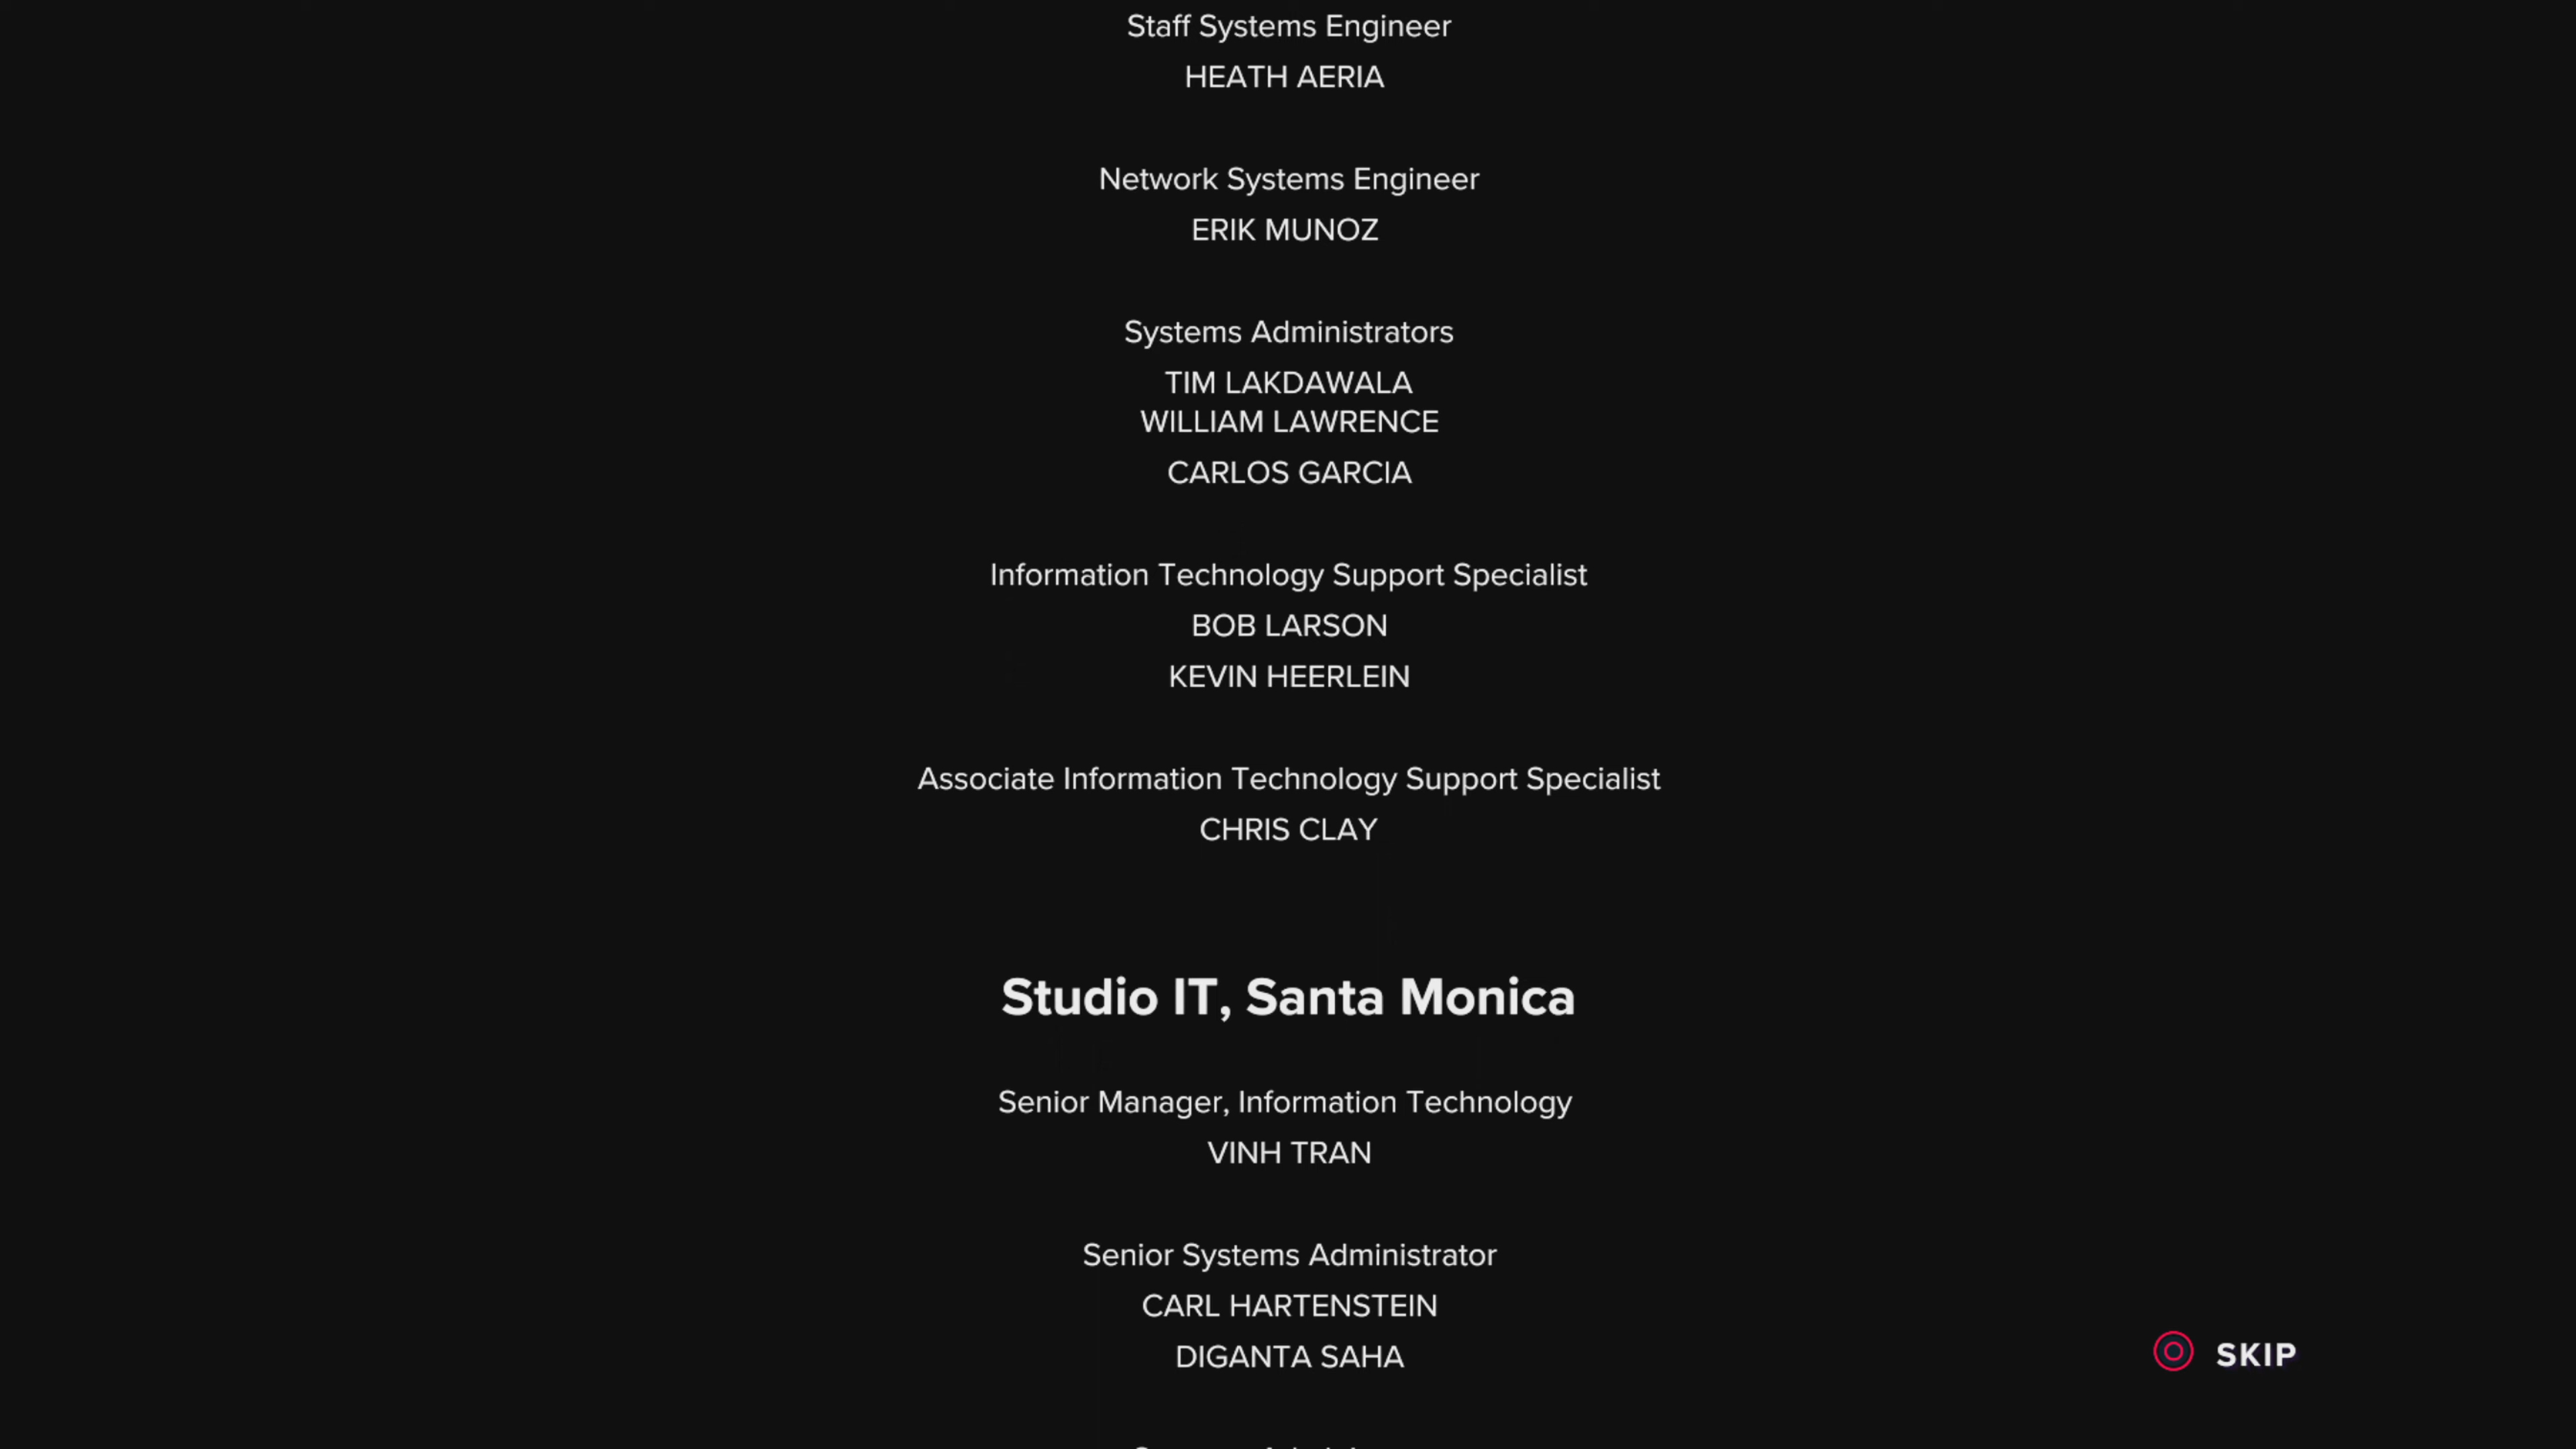 Staff Systems Engineer
HEATH AERIA
Network Systems Engineer
ERIK MUNOZ
Systems Administrators
TIM LAKDAWALA
WILLIAM LAWRENCE
CARLOS GARCIA
Information Technology Support Specialist
BOB LARSON
KEVIN HEERLEIN
Associate Information Technology Support Specialist
CHRIS CLAY
Studio IT, Santa Monica
Senior Manager, Information Technology
VINH TRAN
Senior Systems Administrator
CARL HARTENSTEIN
DIGANTA SAHA
SKIP